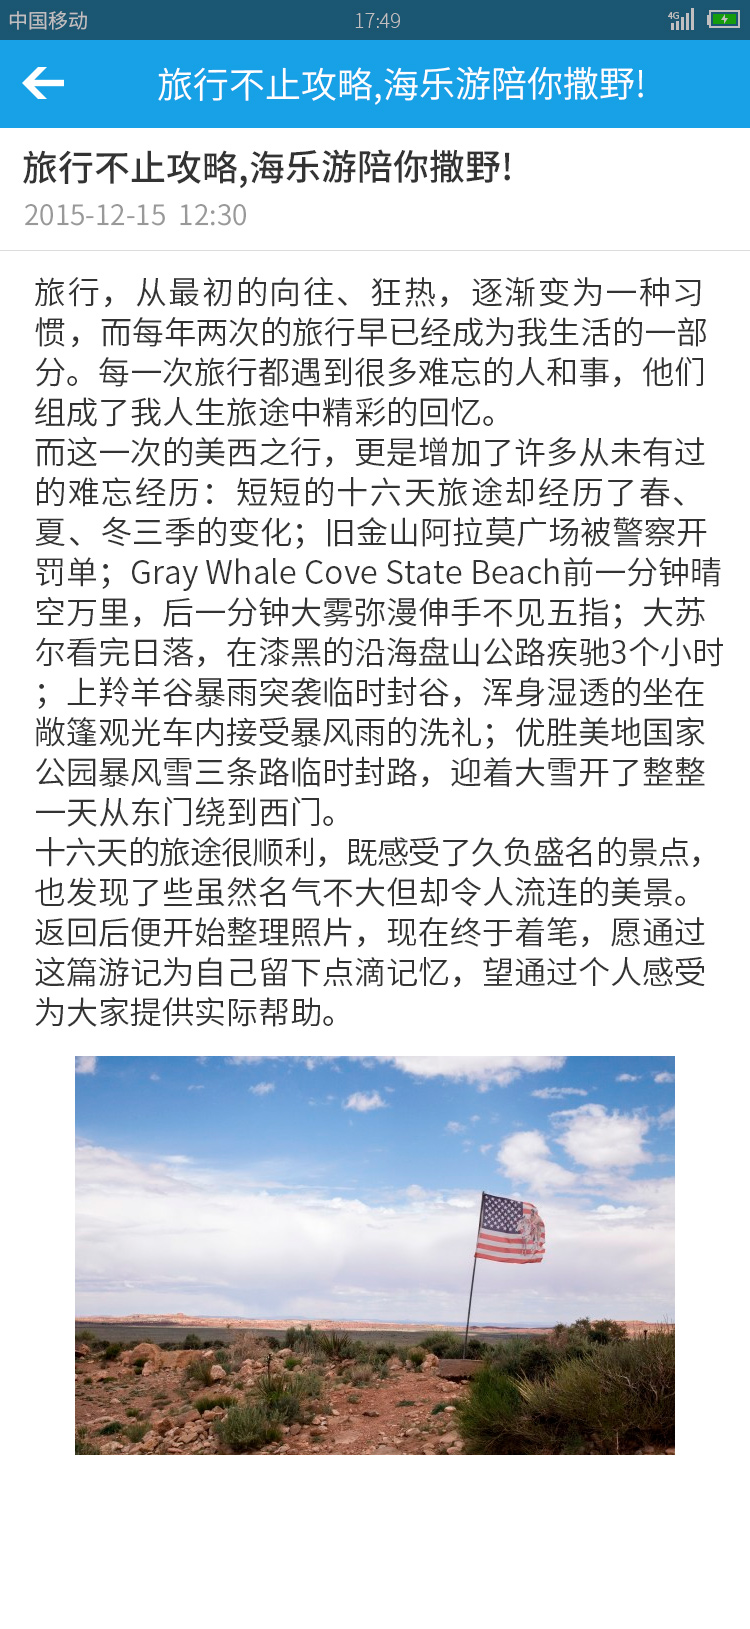 中国移动
17:49
4G
旅行不止攻略,海乐游陪你撒野!
旅行不止攻略,海乐游陪你撒野!
2015-12-15 12:30
旅行，从最初的向往、狂热，逐渐变为一种习
惯，而每年两次的旅行早已经成为我生活的一部
分。每一次旅行都遇到很多难忘的人和事，他们
组成了我人生旅途中精彩的回忆。
而这一次的美西之行，更是增加了许多从未有过
的难忘经历：短短的十六天旅途却经历了春、
夏、冬三季的变化；旧金山阿拉莫广场被警察开
罚单；Gray Whale Cove State Beach前一分钟晴
空万里，后一分钟大雾弥漫伸手不见五指；大苏
尔看完日落，在漆黑的沿海盘山公路疾驰3个小时
；上羚羊谷暴雨突袭临时封谷，浑身湿透的坐在
敞篷观光车内接受暴风雨的洗礼；优胜美地国家
公园暴风雪三条路临时封路，迎着大雪开了整整
一天从东门绕到西门。
十六天的旅途很顺利，既感受了久负盛名的景点，
也发现了些虽然名气不大但却令人流连的美景。
返回后便开始整理照片，现在终于着笔，愿通过
这篇游记为自己留下点滴记忆，望通过个人感受
为大家提供实际帮助。